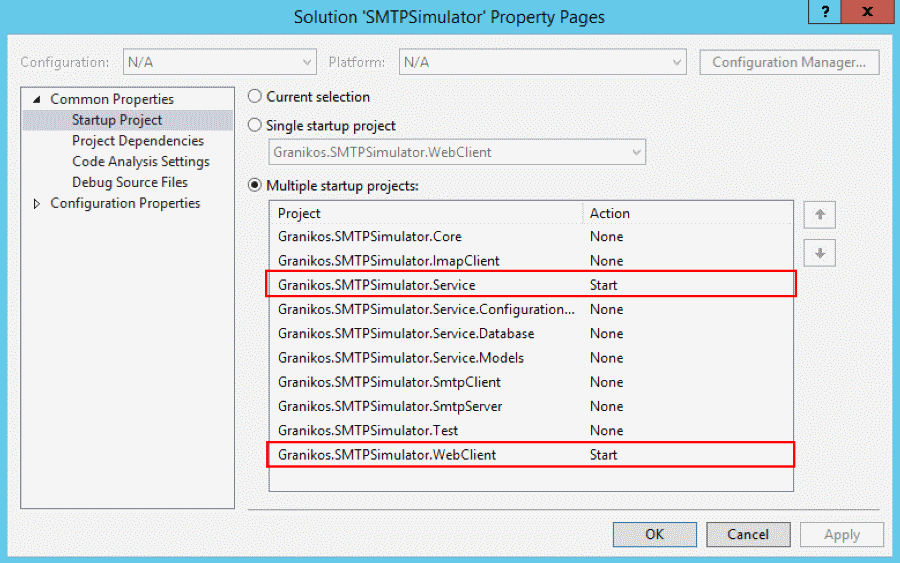 Solution 'SMTPSimulator' Property Pages
? x
Configuration: N/A Platform: N/A Configuration Manager...
Common Properties
Startup Project
Project Dependencies
Code Analysis Settings
Debug Source Files
Configuration Properties
Current selection
Single startup project
Granikos.SMTPSimulator.WebClient
Multiple startup projects:
Project Action
Granikos.SMTPSimulator.Core None
Granikos.SMTPSimulator.ImapClient None
Granikos.SMTPSimulator.Service Start
Granikos.SMTPSimulator.Service.Configuration... None
Granikos.SMTPSimulator.Service.Database None
Granikos.SMTPSimulator.Service.Models None
Granikos.SMTPSimulator.SmtpClient None
Granikos.SMTPSimulator.SmtpServer None
Granikos.SMTPSimulator.Test None
Granikos.SMTPSimulator.WebClient Start
OK Cancel Apply